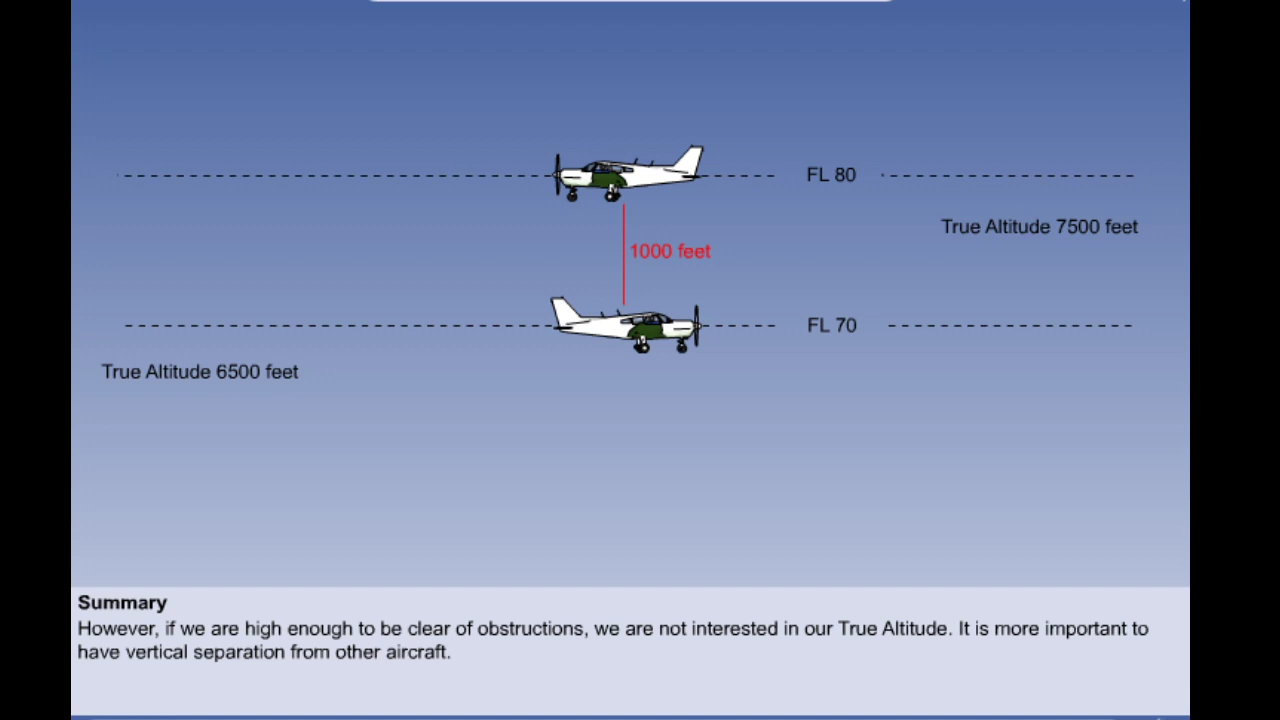 FL 80
True Altitude 7500 feet
1000 feet
FL 70
True Altitude 6500 feet
Summary
However, if we are high enough to be clear of obstructions, we are not interested in our True Altitude. It is more important to
have vertical separation from other aircraft.